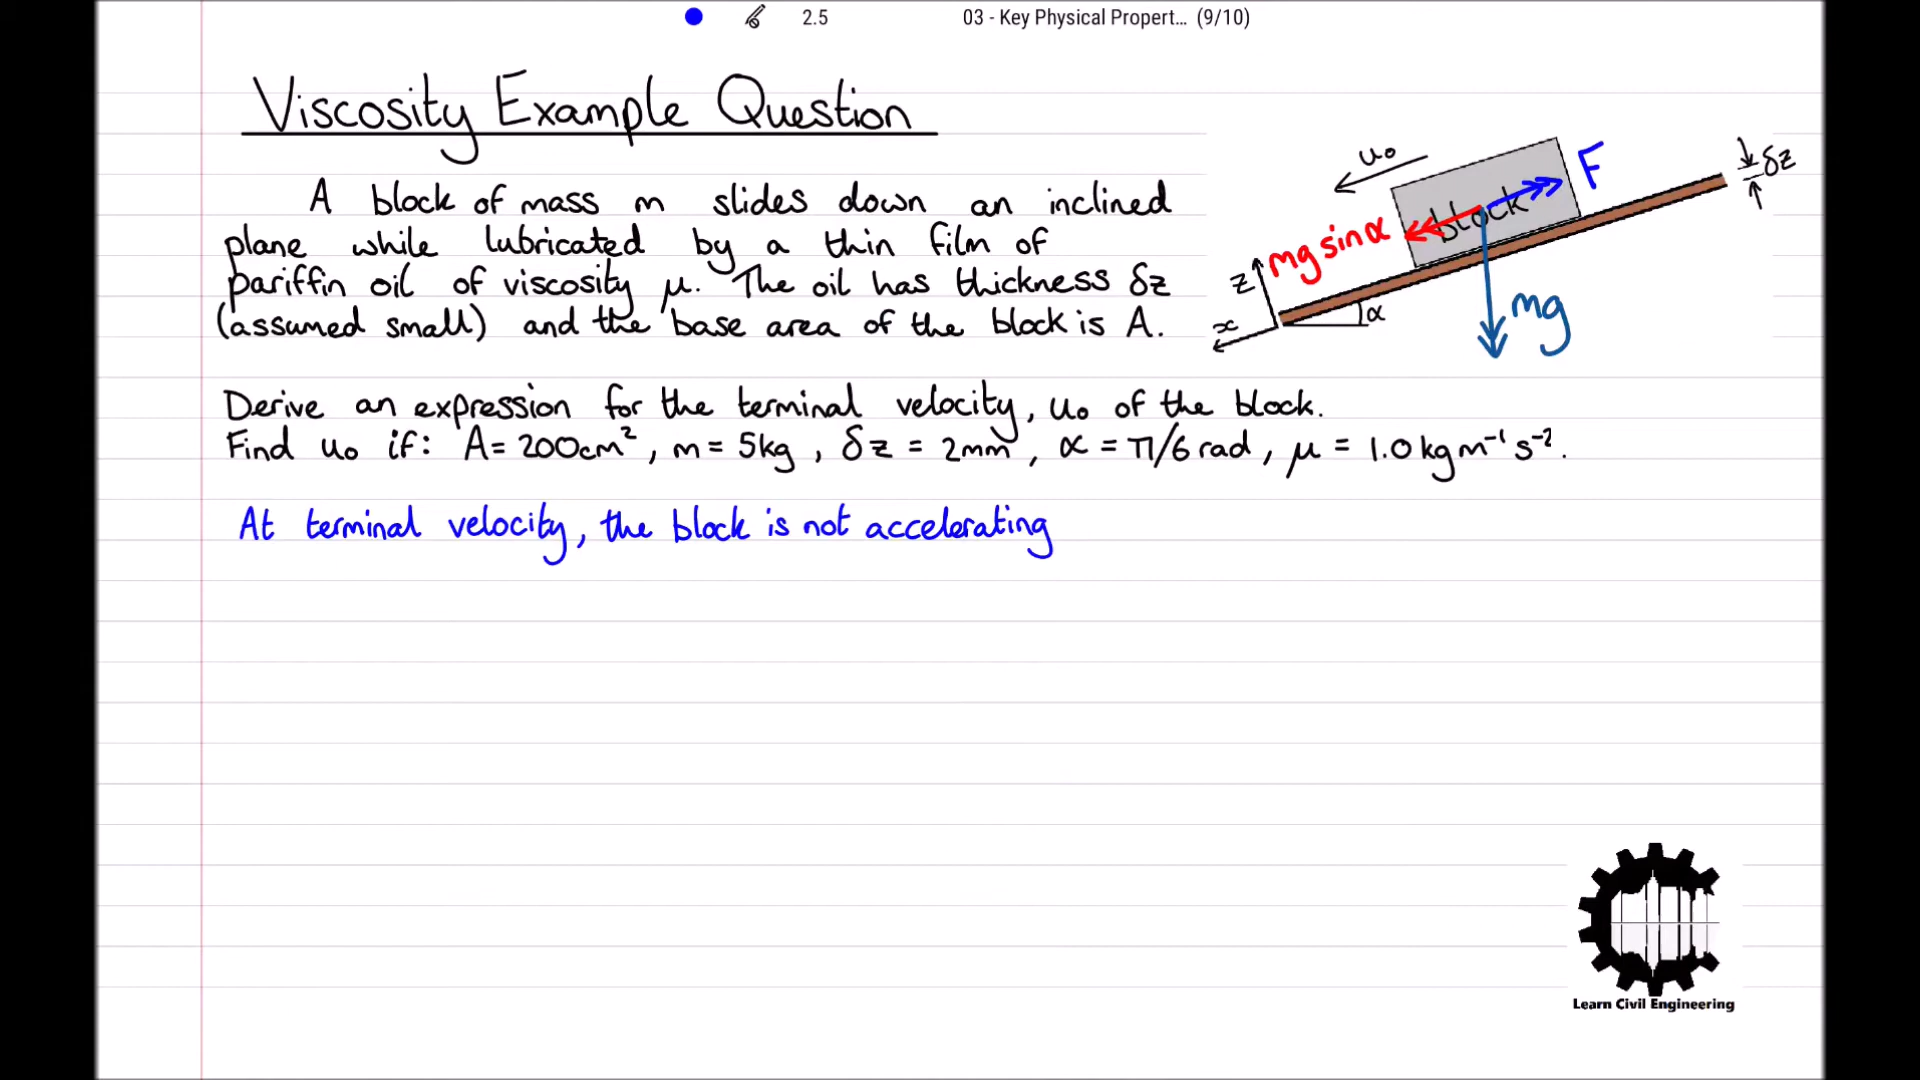 2.5 03 - Key Physical Propert... (9/10)
Viscosity Example Question
A block of mass m slides down an inclined
plane while lubricated by a thin film of
pariffin oil of viscosity μ. The oil has thickness δz
(assumed small) and the base area of the block is A.
u₀
block
F
δz
mg sinα
z
x
α
mg
Derive an expression for the terminal velocity, u₀ of the block.
Find u₀ if: A = 200cm², m = 5kg, δz = 2mm, α = π/6 rad, μ = 1.0 kg m⁻¹ s⁻².
At terminal velocity, the block is not accelerating
Learn Civil Engineering